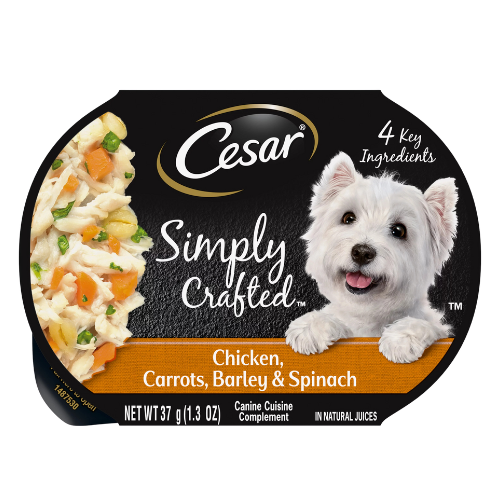 Cesar®
4 Key
Ingredients
Simply
Crafted™
™
Chicken,
Carrots, Barley & Spinach
NET WT 37 g (1.3 OZ)
Canine Cuisine
Complement
IN NATURAL JUICES
1487530